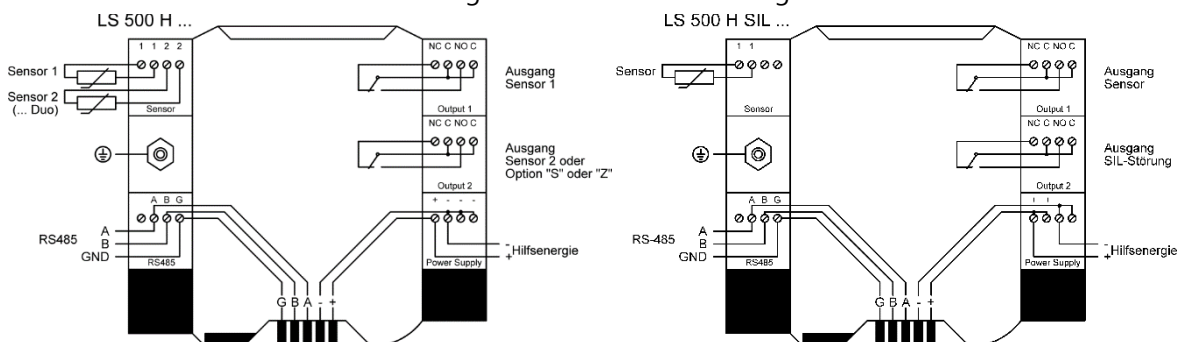 LS 500 H ...
1 1 2 2
Sensor 1
Sensor 2
(... Duo)
Sensor
NC C NO C
Ausgang
Sensor 1
Output 1
NC C NO C
Ausgang
Sensor 2 oder
Option "S" oder "Z"
Output 2
A B G
A
B
GND
RS485
RS485
+ - - -
-
+
Hilfsenergie
Power Supply
G B A - +
LS 500 H SIL ...
1 1
Sensor
Sensor
NC C NO C
Ausgang
Sensor
Output 1
NC C NO C
Ausgang
SIL-Störung
Output 2
A B G
A
B
GND
RS-485
RS485
-
+
Hilfsenergie
Power Supply
G B A - +